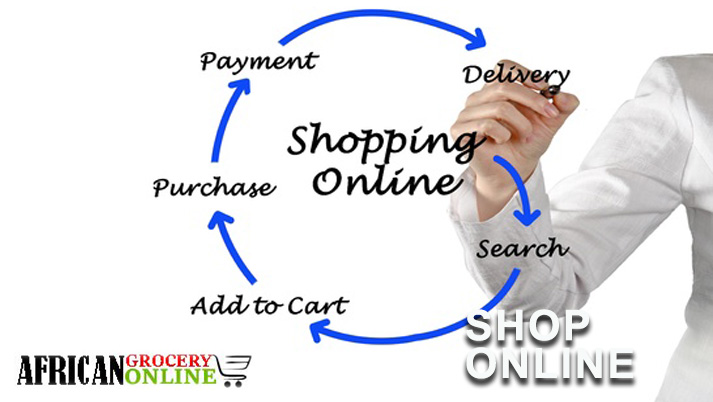 Payment
Delivery
Shopping
Online
Purchase
Search
Add to Cart
SHOP
ONLINE
AFRICAN GROCERY
ONLINE